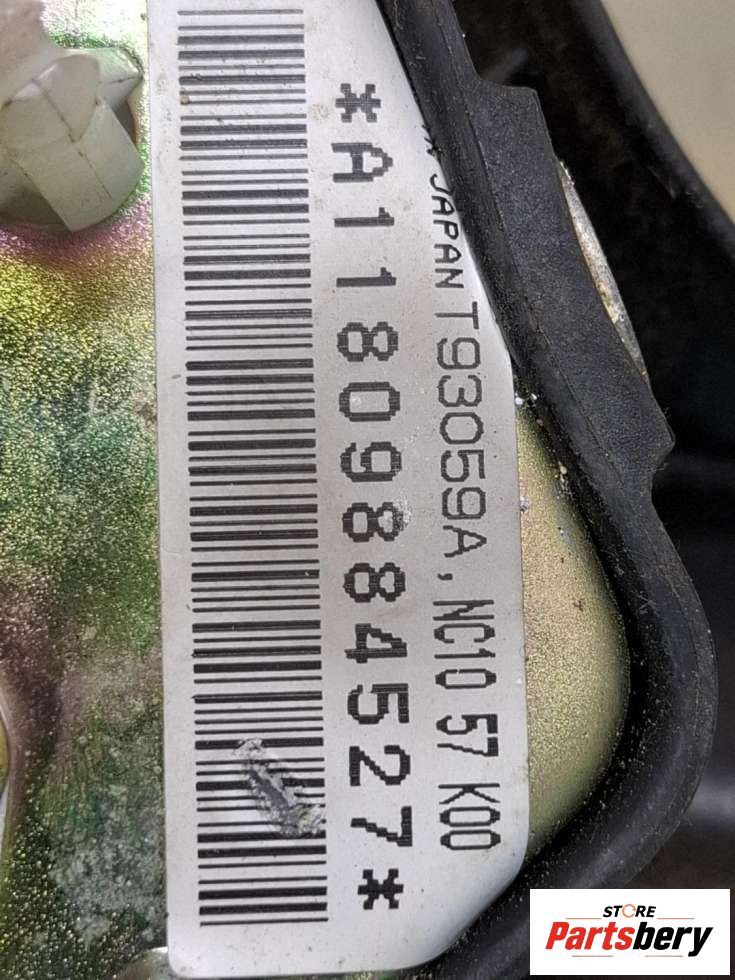 JAPAN T93059A, NC10 57 K00
*A11809884527*
STORE
Partsbery